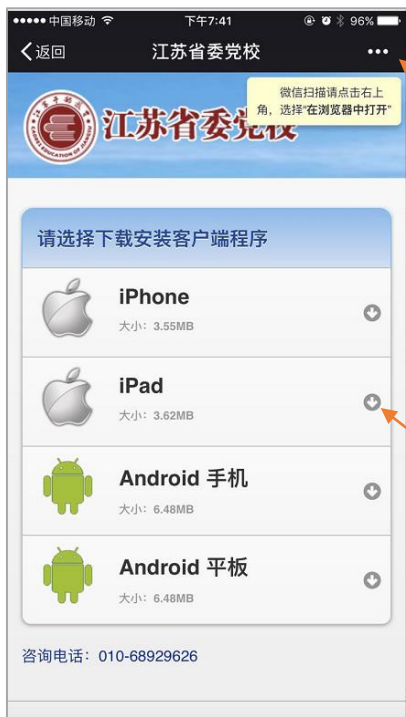 中国移动 下午7:41 96%
返回 江苏省委党校 •••
微信扫描请点击右上
角，选择“在浏览器中打开”
江苏省委党校
请选择下载安装客户端程序
iPhone
大小：3.55MB
iPad
大小：3.62MB
Android 手机
大小：6.48MB
Android 平板
大小：6.48MB
咨询电话：010-68929626